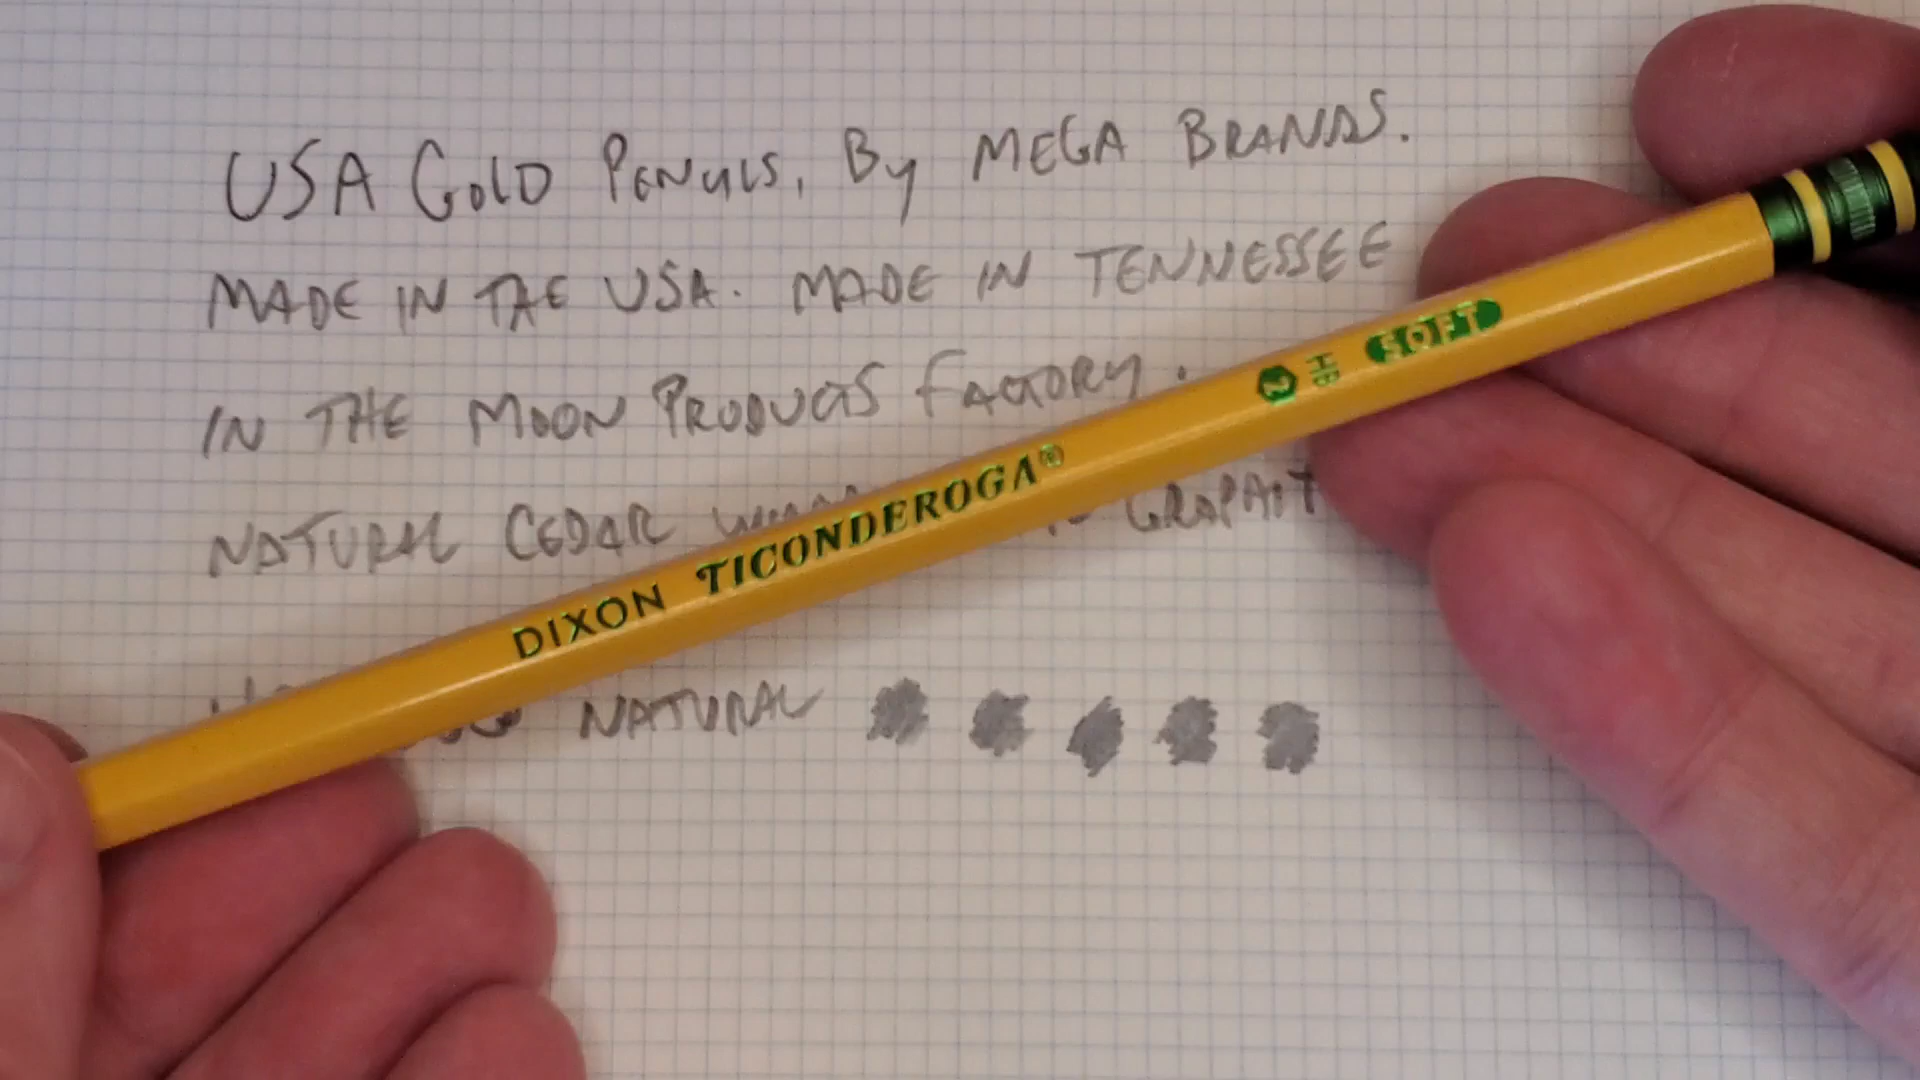 USA GOLD PENCILS, BY MEGA BRANDS.
MADE IN THE USA. MADE IN TENNESSEE
IN THE MOON PRODUCTS FACTORY.
NATURAL CEDAR GRAPHIT
NATURAL
DIXON TICONDEROGA® 2 HB SOFT